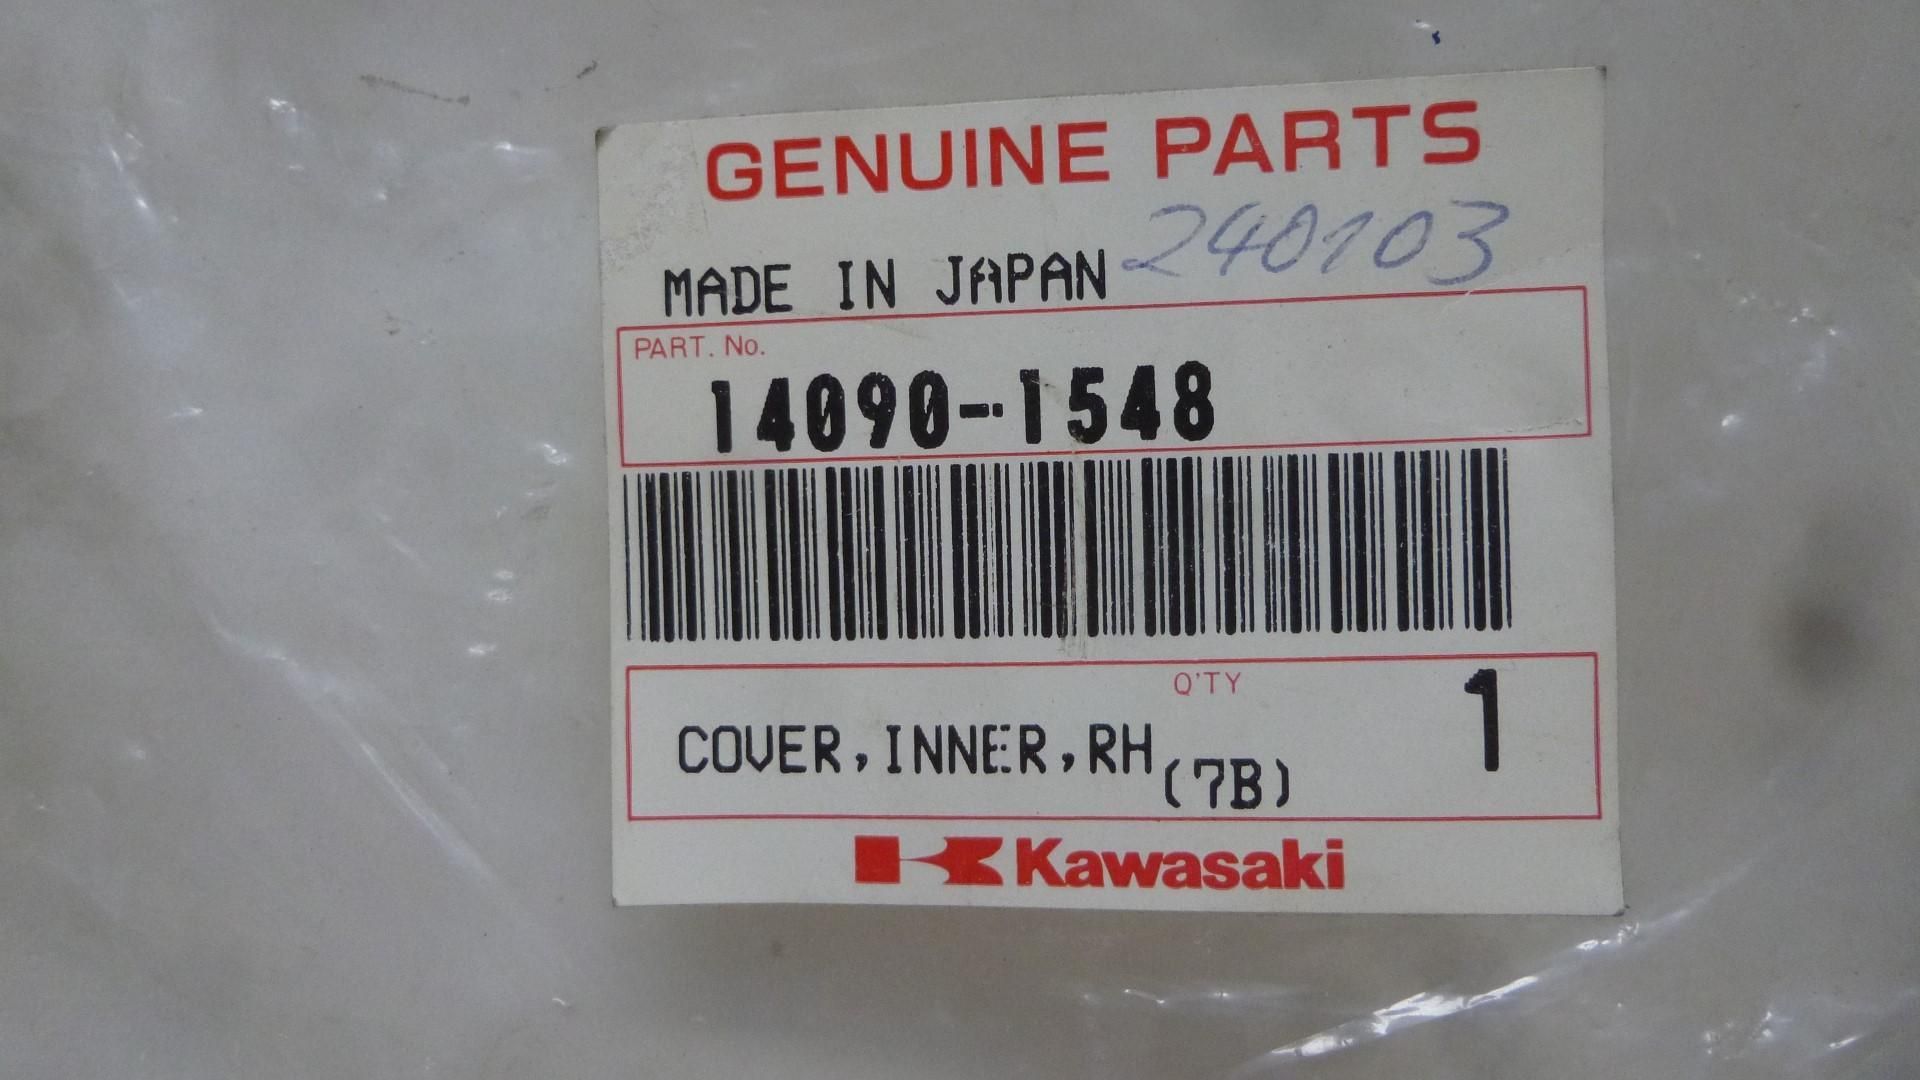 GENUINE PARTS
MADE IN JAPAN 240103
PART. No.
14090-1548
Q'TY
1
COVER,INNER,RH(7B)
Kawasaki